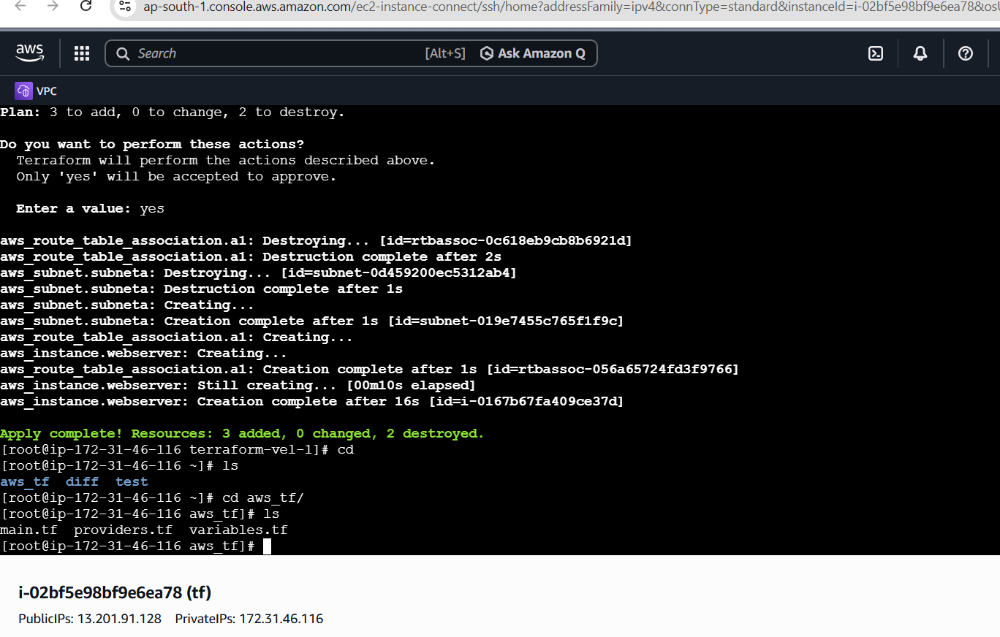 ap-south-1.console.aws.amazon.com/ec2-instance-connect/ssh/home?addressFamily=ipv4&connType=standard&instanceId=i-02bf5e98bf9e6ea78&osU
aws
Search [Alt+S] Ask Amazon Q
VPC
Plan: 3 to add, 0 to change, 2 to destroy.
Do you want to perform these actions?
Terraform will perform the actions described above.
Only 'yes' will be accepted to approve.
Enter a value: yes
aws_route_table_association.a1: Destroying... [id=rtbassoc-0c618eb9cb8b6921d]
aws_route_table_association.a1: Destruction complete after 2s
aws_subnet.subneta: Destroying... [id=subnet-0d459200ec5312ab4]
aws_subnet.subneta: Destruction complete after 1s
aws_subnet.subneta: Creating...
aws_subnet.subneta: Creation complete after 1s [id=subnet-019e7455c765f1f9c]
aws_route_table_association.a1: Creating...
aws_instance.webserver: Creating...
aws_route_table_association.a1: Creation complete after 1s [id=rtbassoc-056a65724fd3f9766]
aws_instance.webserver: Still creating... [00m10s elapsed]
aws_instance.webserver: Creation complete after 16s [id=i-0167b67fa409ce37d]
Apply complete! Resources: 3 added, 0 changed, 2 destroyed.
[root@ip-172-31-46-116 terraform-vel-1]# cd
[root@ip-172-31-46-116 ~]# ls
aws_tf diff test
[root@ip-172-31-46-116 ~]# cd aws_tf/
[root@ip-172-31-46-116 aws_tf]# ls
main.tf providers.tf variables.tf
[root@ip-172-31-46-116 aws_tf]#
i-02bf5e98bf9e6ea78 (tf)
PublicIPs: 13.201.91.128 PrivateIPs: 172.31.46.116